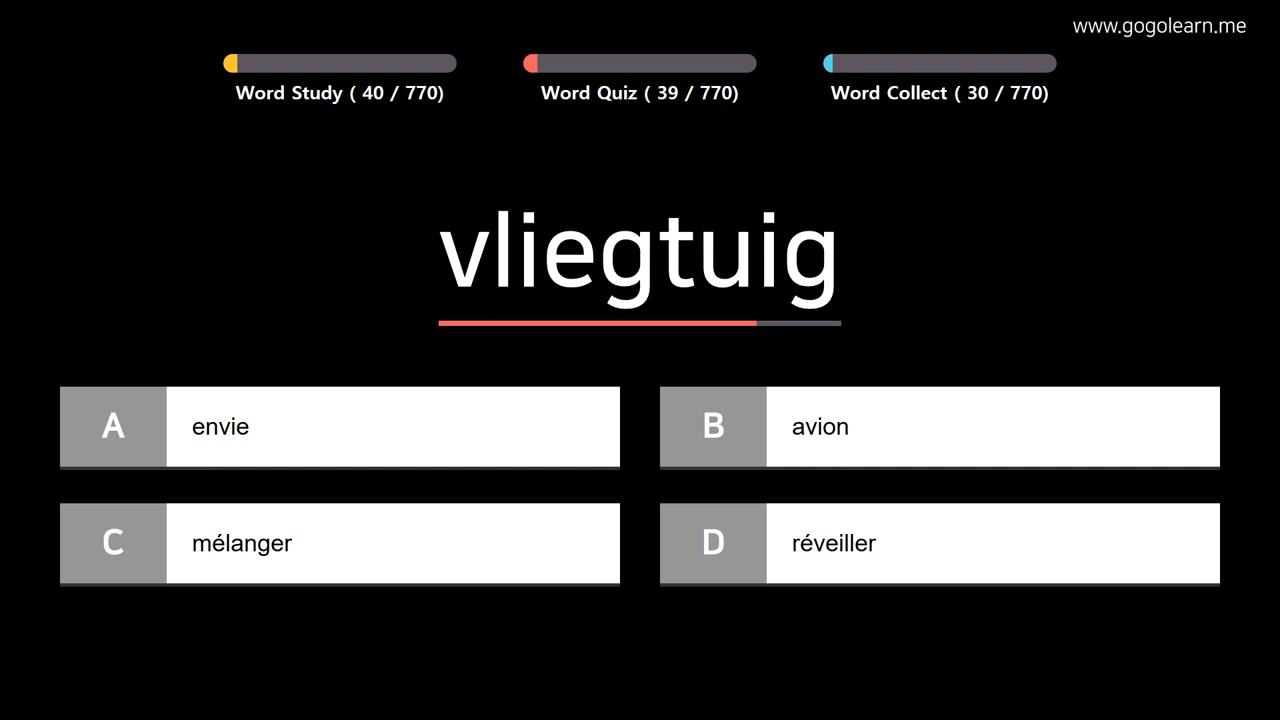 www.gogolearn.me
Word Study ( 40 / 770)
Word Quiz ( 39 / 770)
Word Collect ( 30 / 770)
vliegtuig
A envie
B avion
C mélanger
D réveiller